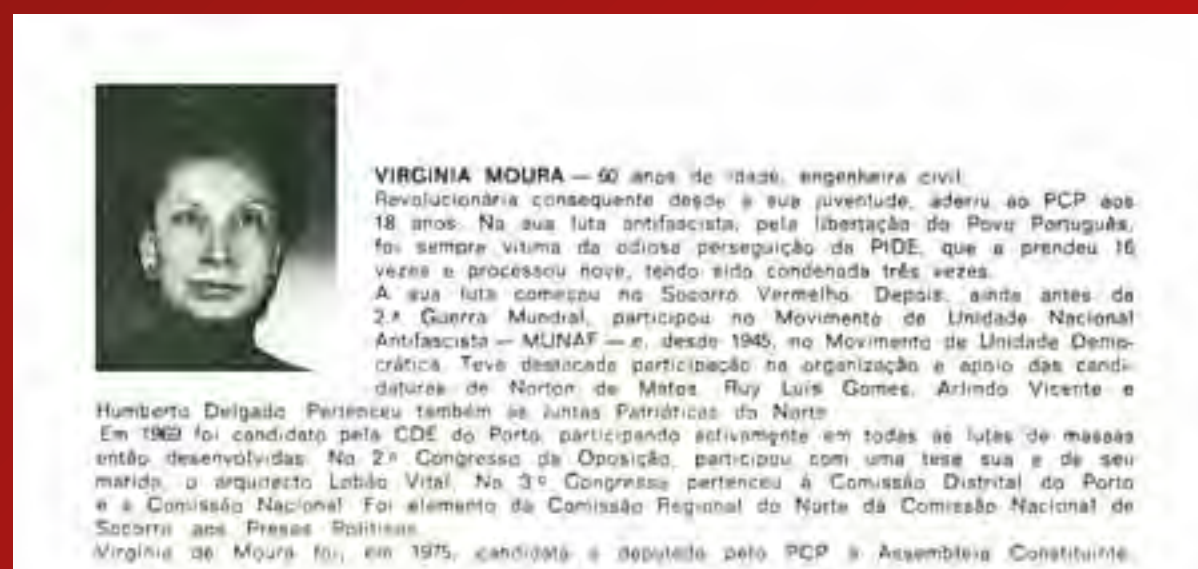 VIRGINIA MOURA — 60 anos de idade, engenheira civil.
Revolucionária consequente desde a sua juventude, aderiu ao PCP aos
18 anos. Na sua luta antifascista, pela libertação do Povo Português,
foi sempre vítima da odiosa perseguição da PIDE, que a prendeu 16
vezes e processou nove, tendo sido condenada três vezes.
A sua luta começou no Socorro Vermelho. Depois, ainda antes da
2.ª Guerra Mundial, participou no Movimento de Unidade Nacional
Antifascista — MUNAF — e, desde 1945, no Movimento de Unidade Demo-
crática. Teve destacada participação na organização e apoio das candi-
daturas de Norton de Matos, Ruy Luís Gomes, Arlindo Vicente e
Humberto Delgado. Pertenceu também às Juntas Patrióticas do Norte.
Em 1969 foi candidata pela CDE do Porto, participando activamente em todas as lutas de massas
então desenvolvidas. No 2.º Congresso da Oposição, participou com uma tese sua e de seu
marido, o arquitecto Lobão Vital. No 3.º Congresso pertenceu à Comissão Distrital do Porto
e à Comissão Nacional. Foi elemento da Comissão Regional do Norte da Comissão Nacional de
Socorro aos Presos Políticos.
Virgínia de Moura foi, em 1975, candidata a deputada pelo PCP à Assembleia Constituinte.